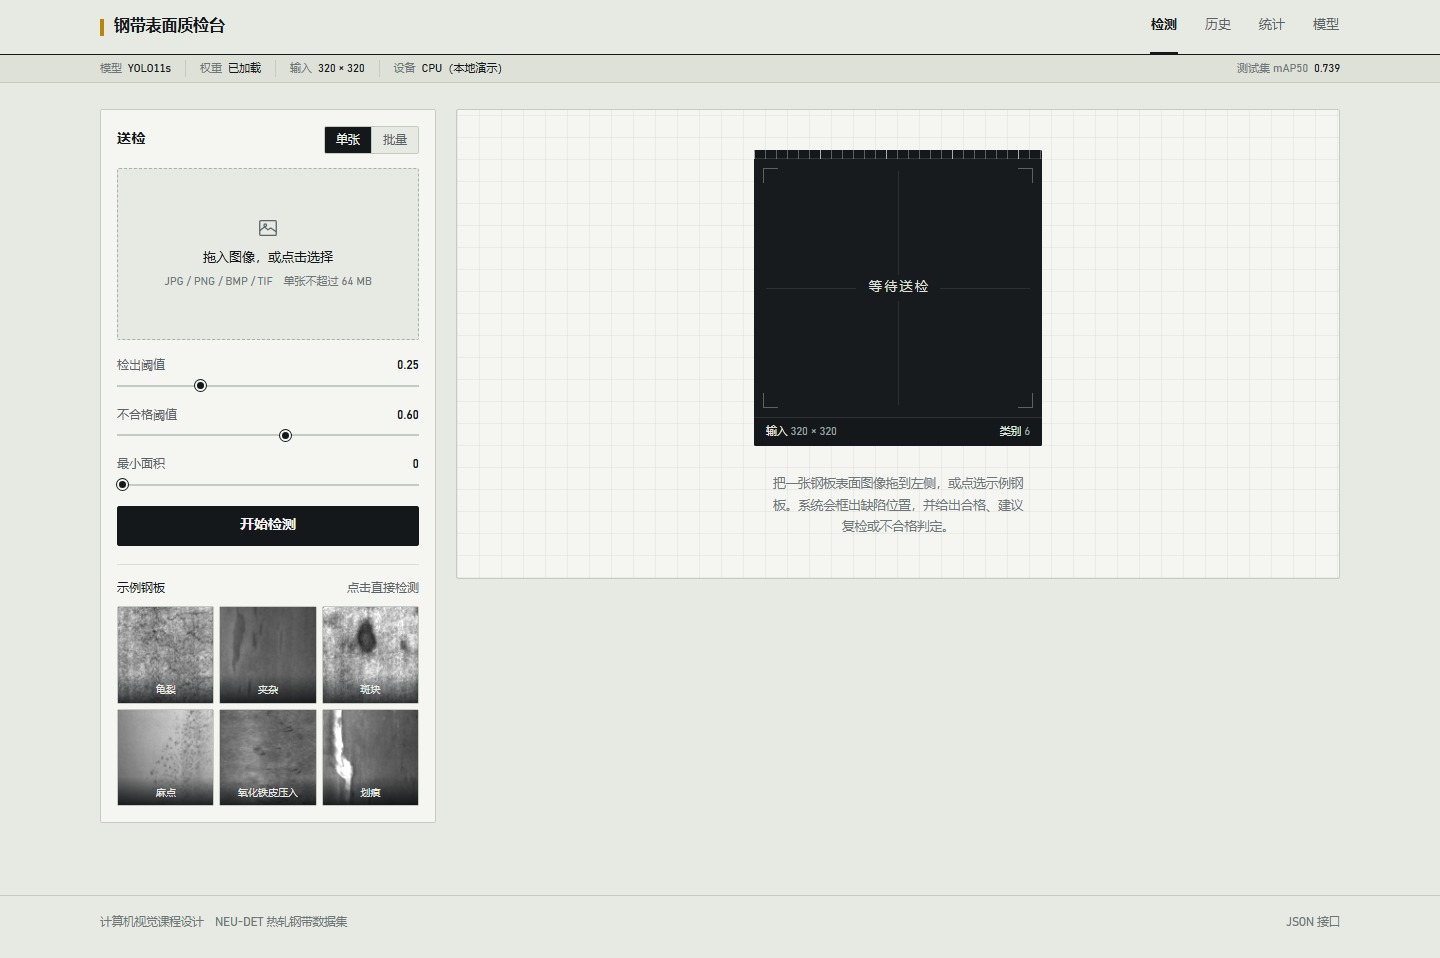 钢带表面质检台
检测 历史 统计 模型
模型 YOLO11s 权重 已加载 输入 320 × 320 设备 CPU（本地演示） 测试集 mAP50 0.739
送检 单张 批量
拖入图像，或点击选择
JPG / PNG / BMP / TIF 单张不超过 64 MB
检出阈值 0.25
不合格阈值 0.60
最小面积 0
开始检测
示例钢板 点击直接检测
龟裂 夹杂 斑块
麻点 氧化铁皮压入 划痕
等待送检
输入 320 × 320 类别 6
把一张钢板表面图像拖到左侧，或点选示例钢
板。系统会框出缺陷位置，并给出合格、建议
复检或不合格判定。
计算机视觉课程设计 NEU-DET 热轧钢带数据集 JSON 接口